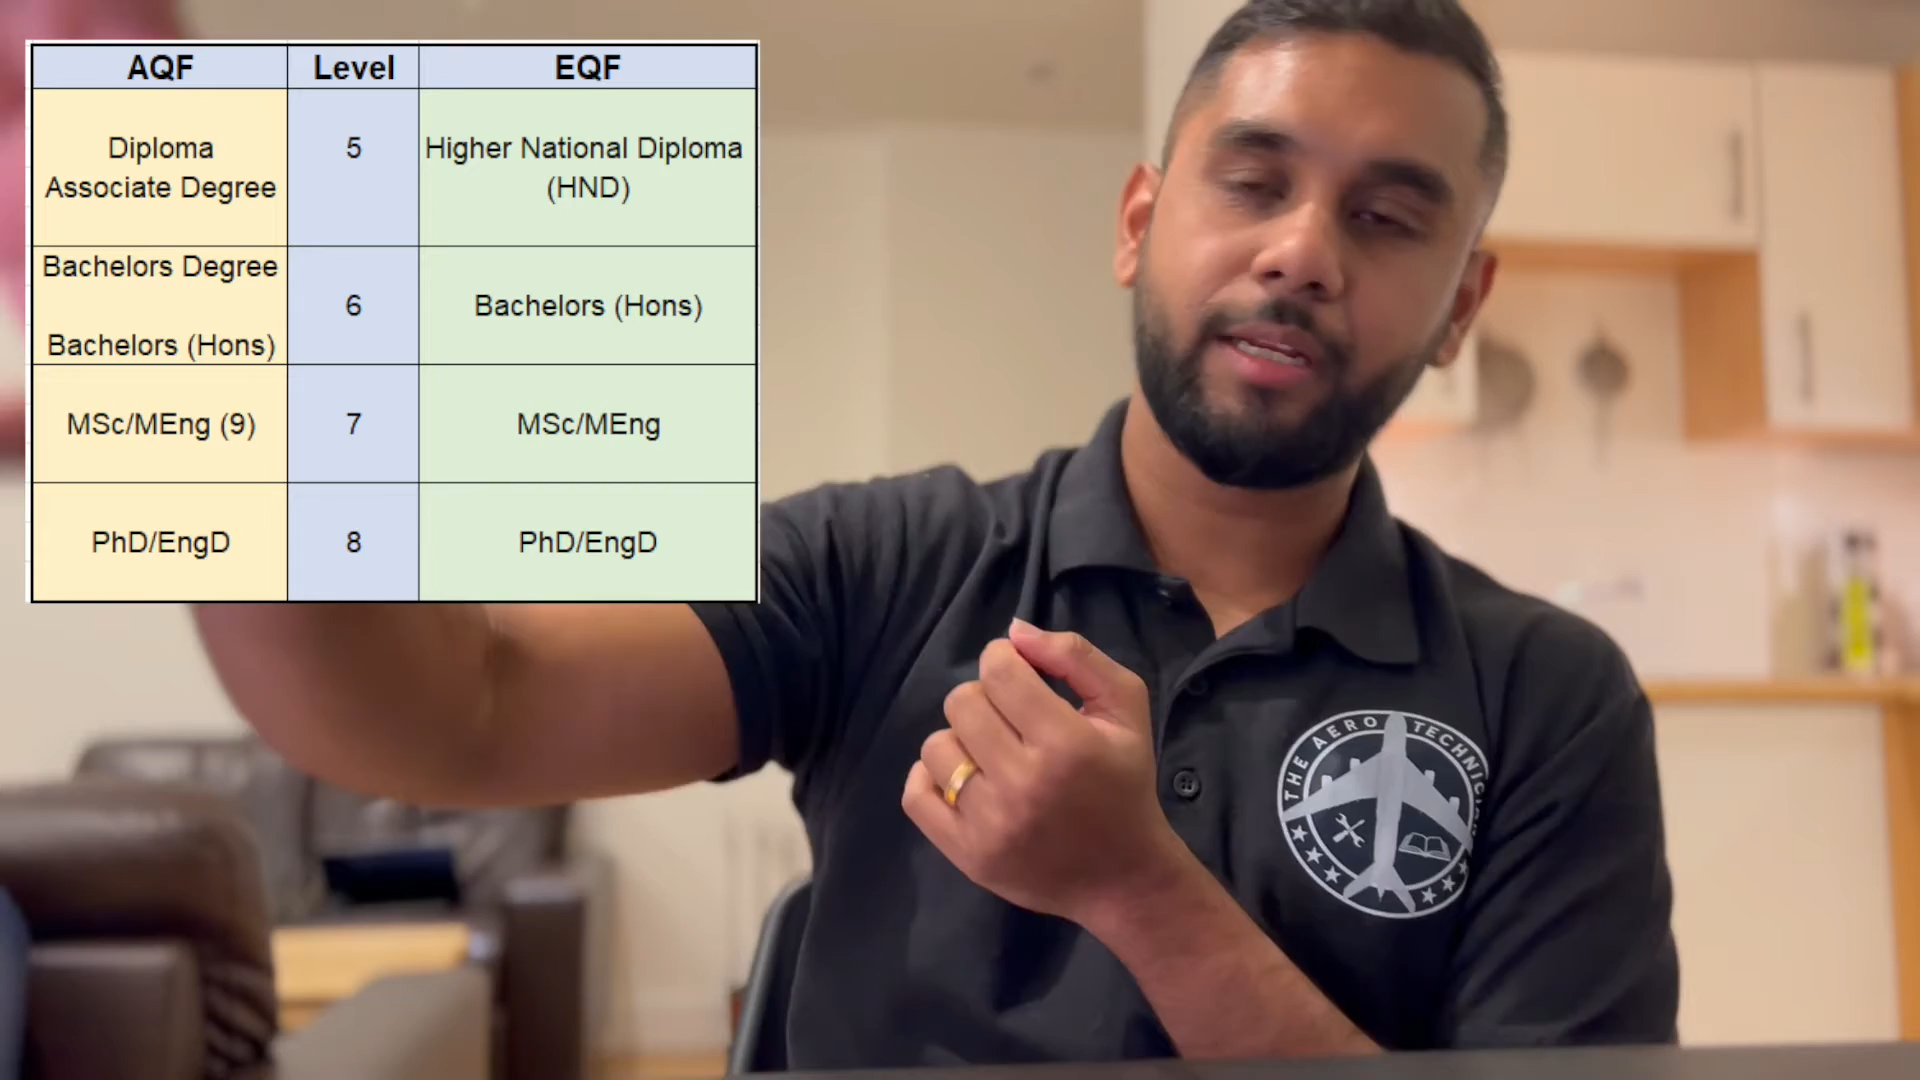 AQF Level EQF
Diploma
Associate Degree
5
Higher National Diploma
(HND)
Bachelors Degree
Bachelors (Hons)
6
Bachelors (Hons)
MSc/MEng (9)
7
MSc/MEng
PhD/EngD
8
PhD/EngD
THE AERO TECHNICIAN